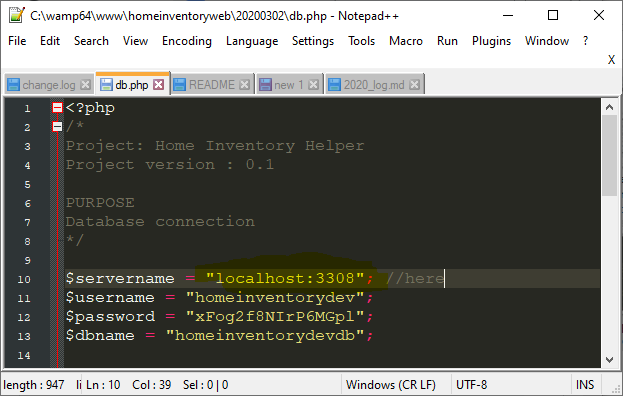 C:\wamp64\www\homeinventoryweb\20200302\db.php - Notepad++
File Edit Search View Encoding Language Settings Tools Macro Run Plugins Window ?
X
change.log db.php README new 1 2020_log.md
1 <?php
2 /*
3 Project: Home Inventory Helper
4 Project version : 0.1
5
6 PURPOSE
7 Database connection
8 */
9
10 $servername = "localhost:3308"; //here
11 $username = "homeinventorydev";
12 $password = "xFog2f8NIrP6MGpl";
13 $dbname = "homeinventorydevdb";
14
length : 947 li Ln : 10 Col : 39 Sel : 0 | 0 Windows (CR LF) UTF-8 INS